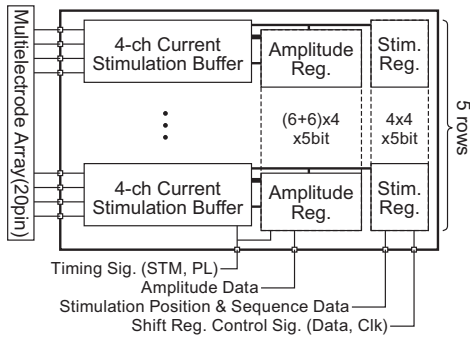 Multielectrode Array(20pin)
4-ch Current
Stimulation Buffer
Amplitude
Reg.
Stim.
Reg.
(6+6)x4
x5bit
4x4
x5bit
5 rows
4-ch Current
Stimulation Buffer
Amplitude
Reg.
Stim.
Reg.
Timing Sig. (STM, PL)
Amplitude Data
Stimulation Position & Sequence Data
Shift Reg. Control Sig. (Data, Clk)